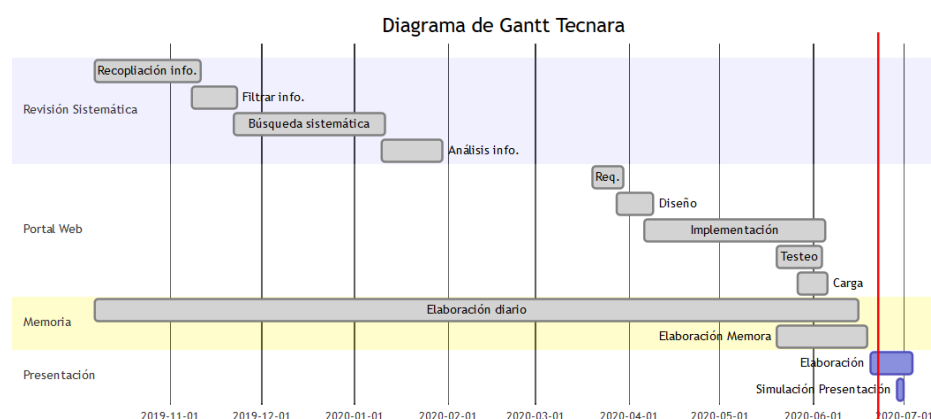 Diagrama de Gantt Tecnara
Recopliación info.
Revisión Sistemática
Filtrar info.
Búsqueda sistemática
Análisis info.
Portal Web
Req.
Diseño
Implementación
Testeo
Carga
Memoria
Elaboración diario
Elaboración Memora
Presentación
Elaboración
Simulación Presentación
2019-11-01 2019-12-01 2020-01-01 2020-02-01 2020-03-01 2020-04-01 2020-05-01 2020-06-01 2020-07-01